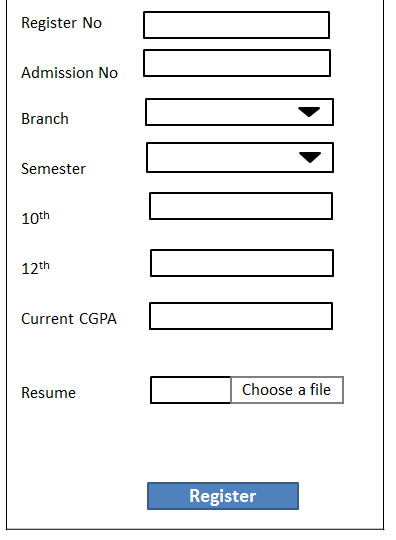 Register No
Admission No
Branch
Semester
10th
12th
Current CGPA
Resume Choose a file
Register